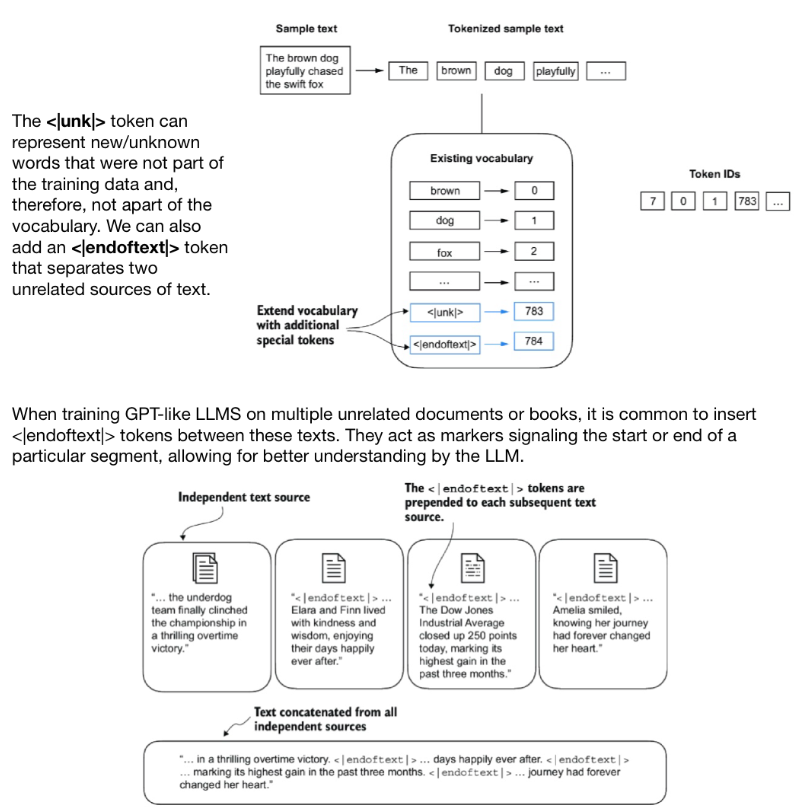 Sample text
Tokenized sample text
The brown dog
playfully chased
the swift fox
The
brown
dog
playfully
...
The <|unk|> token can
represent new/unknown
words that were not part of
the training data and,
therefore, not apart of the
vocabulary. We can also
add an <|endoftext|> token
that separates two
unrelated sources of text.
Existing vocabulary
brown 0
dog 1
fox 2
... ...
<|unk|> 783
<|endoftext|> 784
Extend vocabulary
with additional
special tokens
Token IDs
7 0 1 783 ...
When training GPT-like LLMS on multiple unrelated documents or books, it is common to insert
<|endoftext|> tokens between these texts. They act as markers signaling the start or end of a
particular segment, allowing for better understanding by the LLM.
Independent text source
The <|endoftext|> tokens are
prepended to each subsequent text
source.
"... the underdog
team finally clinched
the championship in
a thrilling overtime
victory."
"<|endoftext|> ...
Elara and Finn lived
with kindness and
wisdom, enjoying
their days happily
ever after."
"<|endoftext|> ...
The Dow Jones
Industrial Average
closed up 250 points
today, marking its
highest gain in the
past three months."
"<|endoftext|> ...
Amelia smiled,
knowing her journey
had forever changed
her heart."
Text concatenated from all
independent sources
"... in a thrilling overtime victory. <|endoftext|> ... days happily ever after. <|endoftext|>
... marking its highest gain in the past three months. <|endoftext|> ... journey had forever
changed her heart."